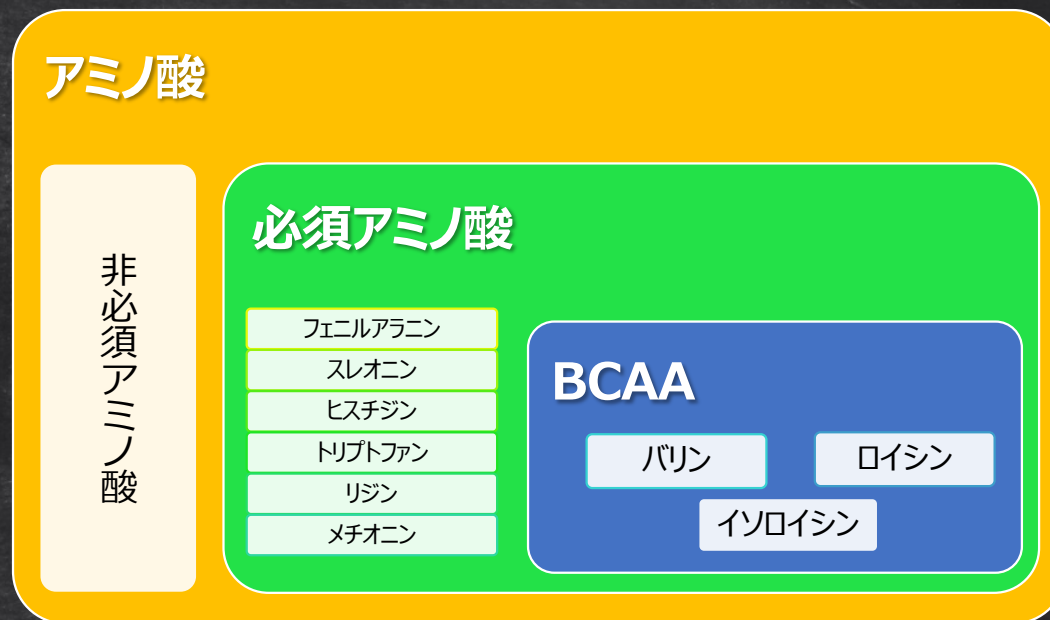 アミノ酸
非必須アミノ酸
必須アミノ酸
フェニルアラニン
スレオニン
ヒスチジン
トリプトファン
リジン
メチオニン
BCAA
バリン
ロイシン
イソロイシン